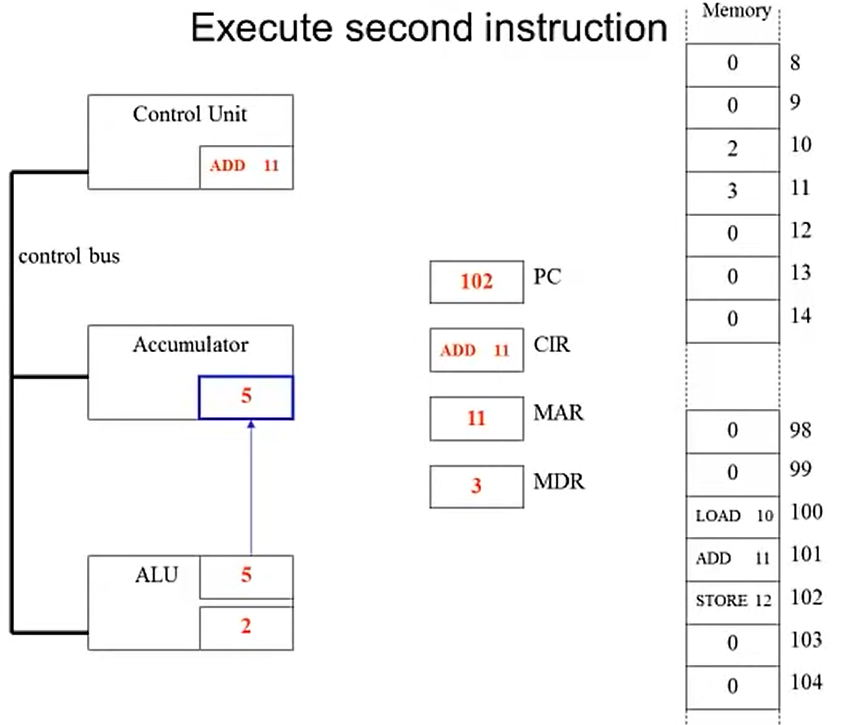 Execute second instruction
Memory
0 8
0 9
2 10
3 11
0 12
0 13
0 14
0 98
0 99
LOAD 10 100
ADD 11 101
STORE 12 102
0 103
0 104
Control Unit
ADD 11
control bus
Accumulator
5
ALU
5
2
102 PC
ADD 11 CIR
11 MAR
3 MDR